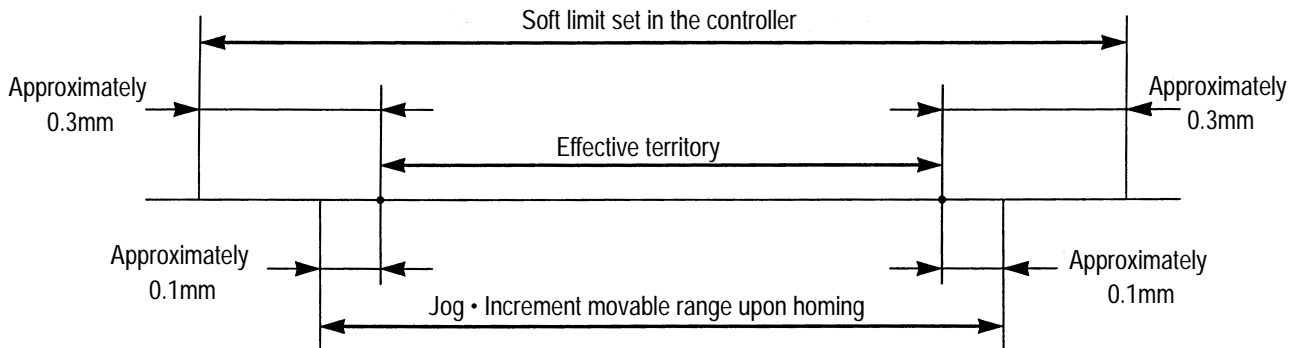 Soft limit set in the controller
Approximately
0.3mm
Approximately
0.3mm
Effective territory
Approximately
0.1mm
Approximately
0.1mm
Jog • Increment movable range upon homing